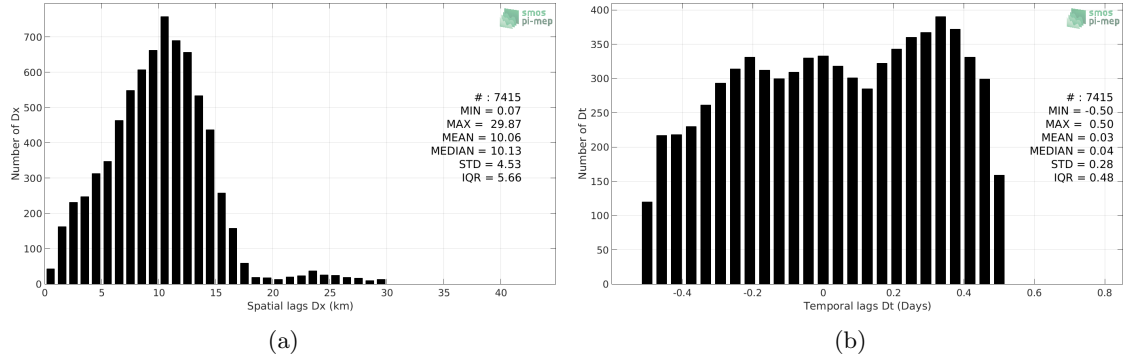 smos
pi-mep
700
600
500
400
300
200
100
0
Number of Dx
# : 7415
MIN = 0.07
MAX = 29.87
MEAN = 10.06
MEDIAN = 10.13
STD = 4.53
IQR = 5.66
0 5 10 15 20 25 30 35 40
Spatial lags Dx (km)
(a)
smos
pi-mep
400
350
300
250
200
150
100
50
0
Number of Dt
# : 7415
MIN = -0.50
MAX = 0.50
MEAN = 0.03
MEDIAN = 0.04
STD = 0.28
IQR = 0.48
-0.4 -0.2 0 0.2 0.4 0.6 0.8
Temporal lags Dt (Days)
(b)